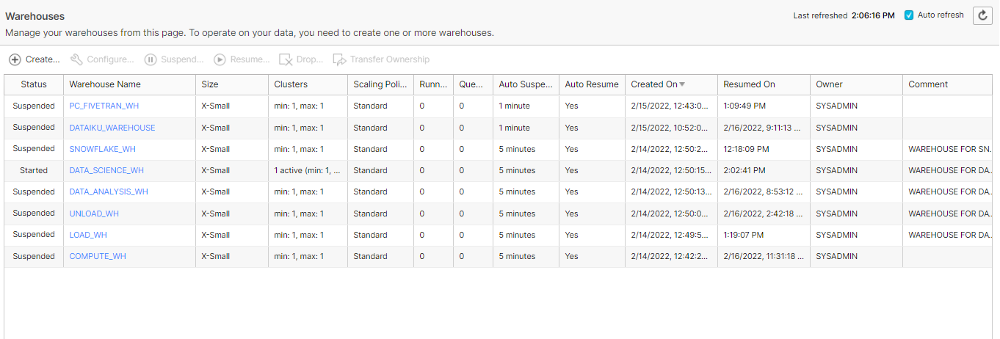 Warehouses
Last refreshed 2:06:16 PM Auto refresh
Manage your warehouses from this page. To operate on your data, you need to create one or more warehouses.
Create... Configure... Suspend... Resume... Drop... Transfer Ownership
Status Warehouse Name Size Clusters Scaling Poli... Runn... Que... Auto Suspe... Auto Resume Created On Resumed On Owner Comment
Suspended PC_FIVETRAN_WH X-Small min: 1, max: 1 Standard 0 0 1 minute Yes 2/15/2022, 12:43:0... 1:09:49 PM SYSADMIN
Suspended DATAIKU_WAREHOUSE X-Small min: 1, max: 1 Standard 0 0 1 minute Yes 2/15/2022, 10:52:0... 2/16/2022, 9:11:13 ... SYSADMIN
Suspended SNOWFLAKE_WH X-Small min: 1, max: 1 Standard 0 0 5 minutes Yes 2/14/2022, 12:50:2... 12:18:09 PM SYSADMIN WAREHOUSE FOR SN...
Started DATA_SCIENCE_WH X-Small 1 active (min: 1, ... Standard 0 0 5 minutes Yes 2/14/2022, 12:50:15... 2:02:41 PM SYSADMIN WAREHOUSE FOR DA...
Suspended DATA_ANALYSIS_WH X-Small min: 1, max: 1 Standard 0 0 5 minutes Yes 2/14/2022, 12:50:13... 2/16/2022, 8:53:12 ... SYSADMIN WAREHOUSE FOR DA...
Suspended UNLOAD_WH X-Small min: 1, max: 1 Standard 0 0 5 minutes Yes 2/14/2022, 12:50:0... 2/16/2022, 2:42:18 ... SYSADMIN WAREHOUSE FOR DA...
Suspended LOAD_WH X-Small min: 1, max: 1 Standard 0 0 5 minutes Yes 2/14/2022, 12:49:5... 1:19:07 PM SYSADMIN WAREHOUSE FOR DA...
Suspended COMPUTE_WH X-Small min: 1, max: 1 Standard 0 0 5 minutes Yes 2/14/2022, 12:42:2... 2/16/2022, 11:31:18 ... SYSADMIN